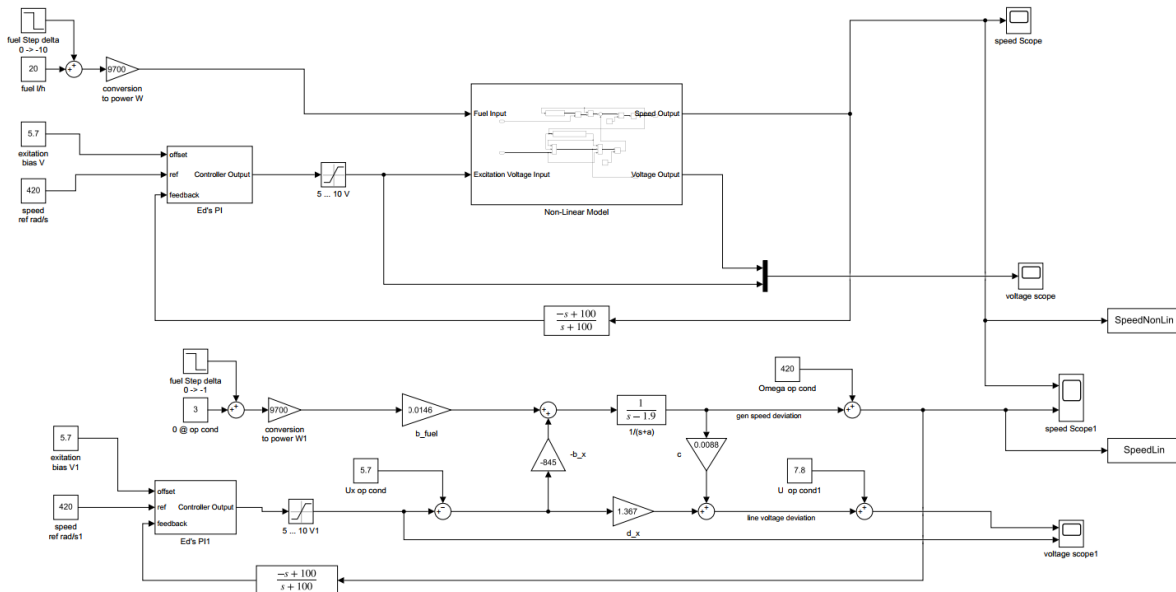 fuel Step delta
0 -> -10
20
fuel l/h
9700
conversion
to power W
5.7
exitation
bias V
420
speed
ref rad/s
offset
ref
feedback
Controller Output
Ed's PI
5 ... 10 V
Fuel Input
Speed Output
Excitation Voltage Input
Voltage Output
Non-Linear Model
speed Scope
voltage scope
-s + 100
s + 100
SpeedNonLin
fuel Step delta
0 -> -1
3
0 @ op cond
9700
conversion
to power W1
0.0146
b_fuel
1
s - 1.9
1/(s+a)
420
Omega op cond
gen speed deviation
speed Scope1
SpeedLin
5.7
exitation
bias V1
420
speed
ref rad/s1
offset
ref
feedback
Controller Output
Ed's PI1
5 ... 10 V1
5.7
Ux op cond
-845
-b_x
0.0088
c
1.367
d_x
7.8
U op cond1
line voltage deviation
voltage scope1
-s + 100
s + 100